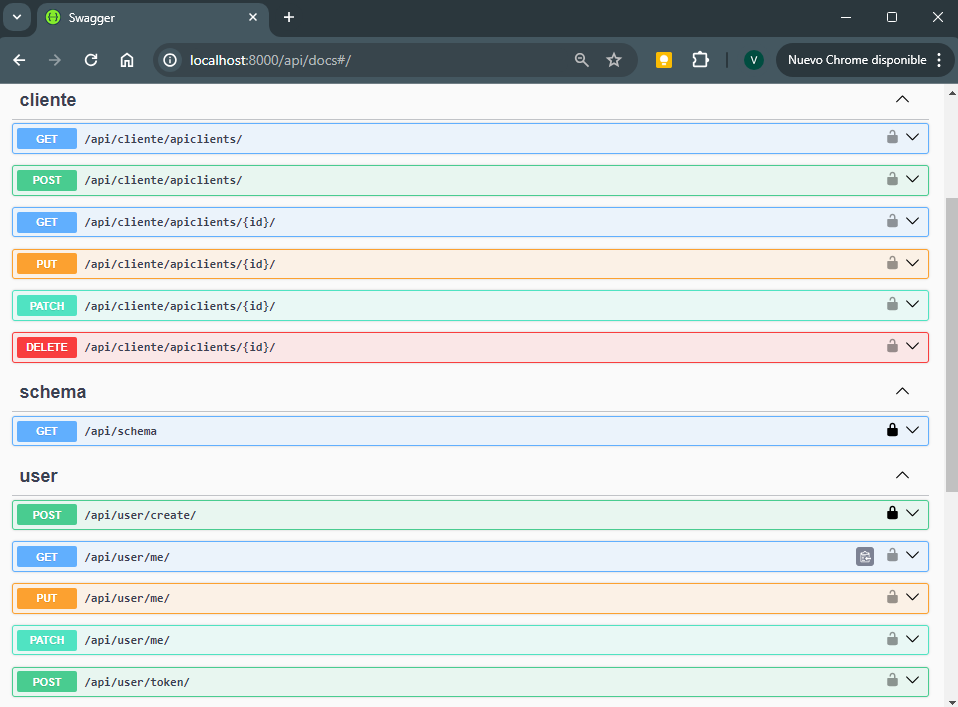 Swagger
localhost:8000/api/docs#/
V
Nuevo Chrome disponible
cliente
GET /api/cliente/apiclients/
POST /api/cliente/apiclients/
GET /api/cliente/apiclients/{id}/
PUT /api/cliente/apiclients/{id}/
PATCH /api/cliente/apiclients/{id}/
DELETE /api/cliente/apiclients/{id}/
schema
GET /api/schema
user
POST /api/user/create/
GET /api/user/me/
PUT /api/user/me/
PATCH /api/user/me/
POST /api/user/token/